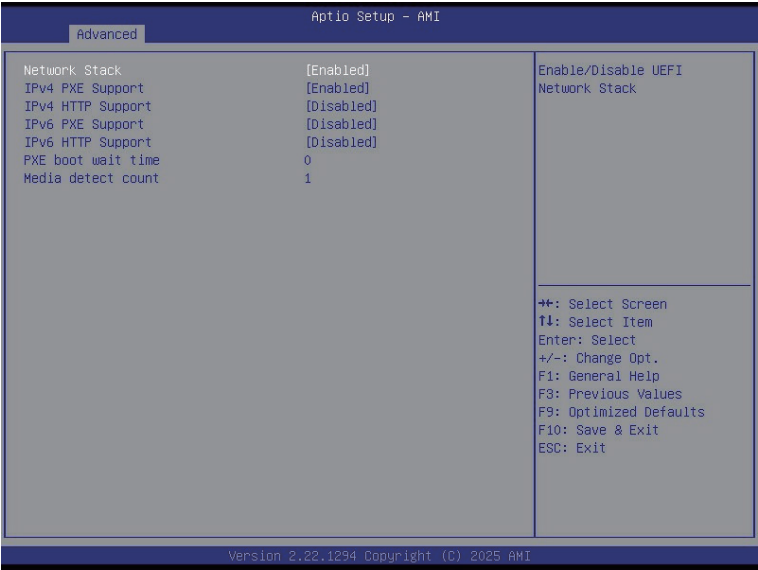 Aptio Setup - AMI
Advanced
Network Stack [Enabled]
IPv4 PXE Support [Enabled]
IPv4 HTTP Support [Disabled]
IPv6 PXE Support [Disabled]
IPv6 HTTP Support [Disabled]
PXE boot wait time 0
Media detect count 1
Enable/Disable UEFI
Network Stack
→←: Select Screen
↑↓: Select Item
Enter: Select
+/-: Change Opt.
F1: General Help
F3: Previous Values
F9: Optimized Defaults
F10: Save & Exit
ESC: Exit
Version 2.22.1294 Copyright (C) 2025 AMI